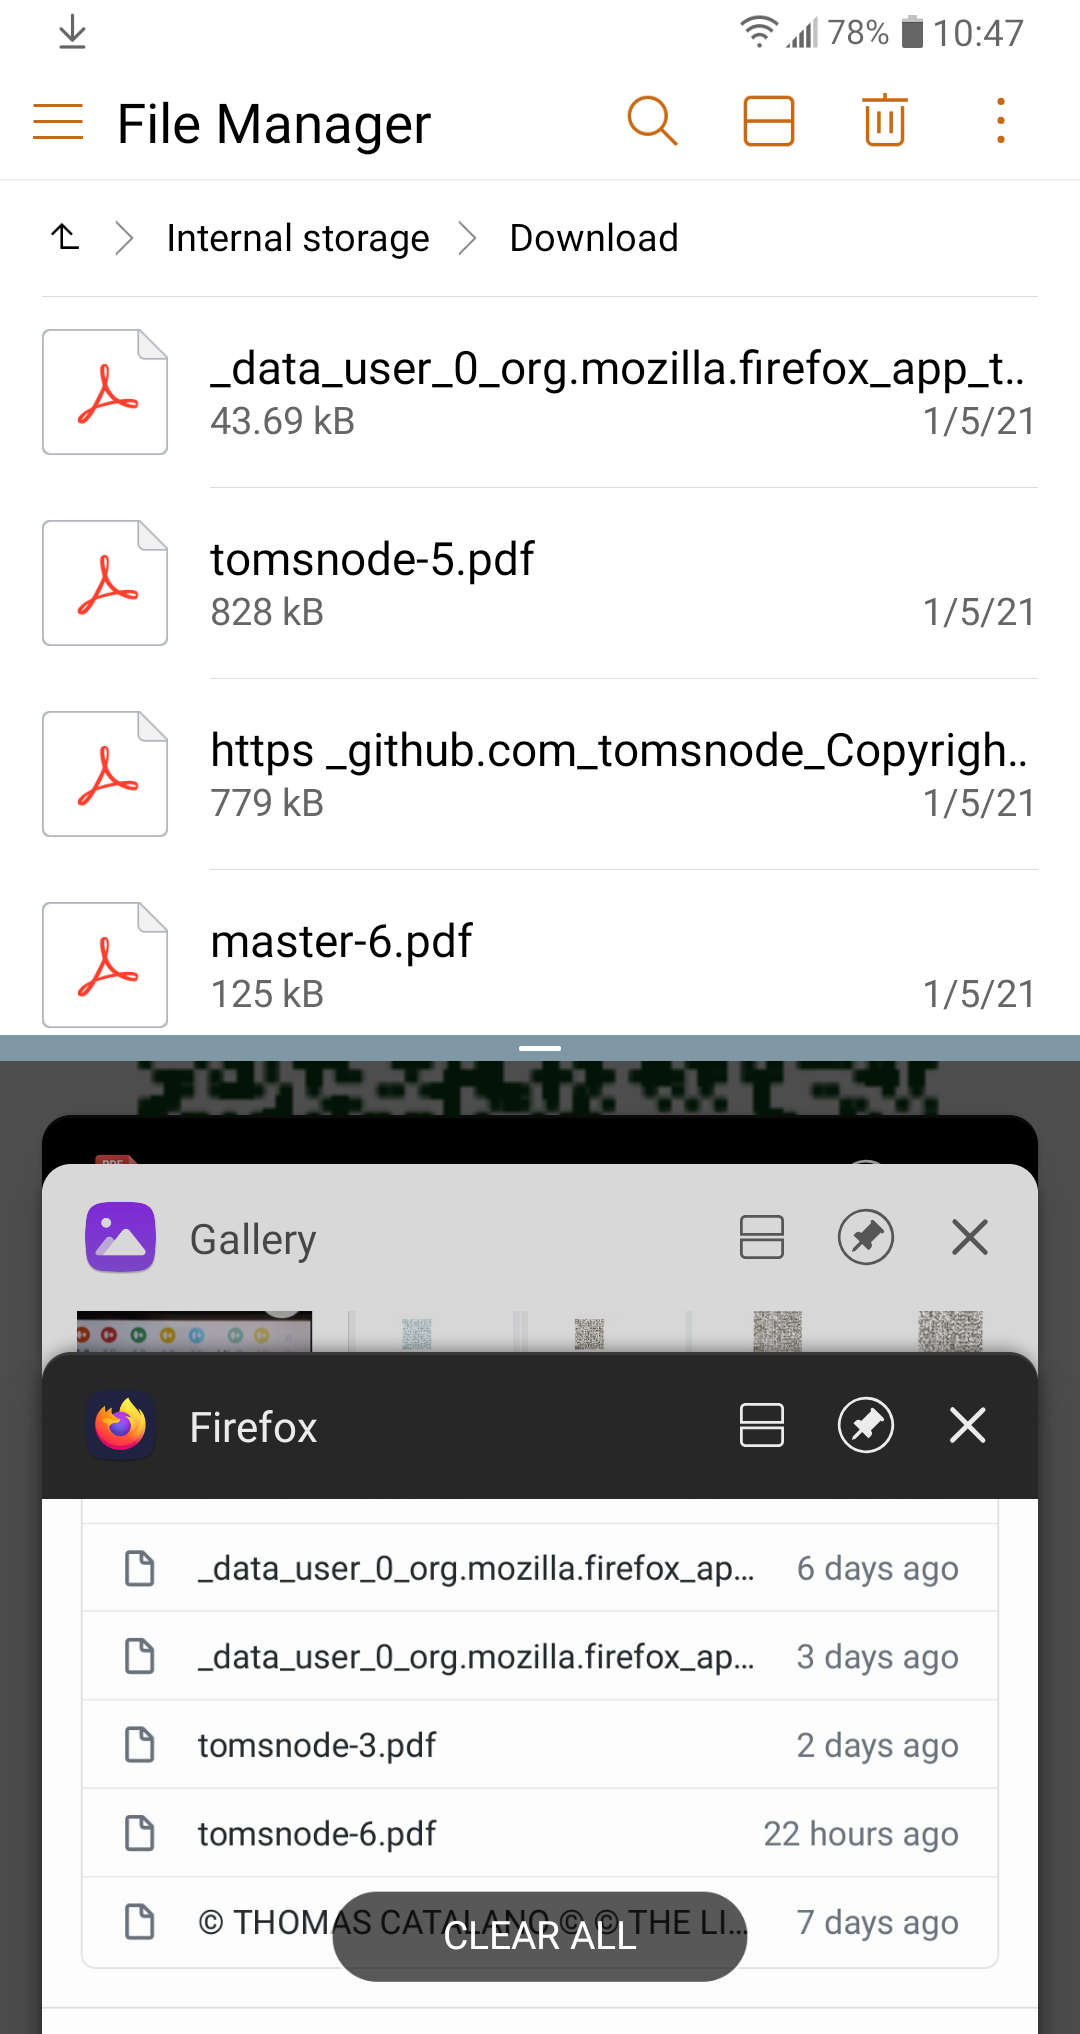 78% 10:47
File Manager
Internal storage Download
_data_user_0_org.mozilla.firefox_app_t..
43.69 kB 1/5/21
tomsnode-5.pdf
828 kB 1/5/21
https _github.com_tomsnode_Copyrigh..
779 kB 1/5/21
master-6.pdf
125 kB 1/5/21
PDF
Gallery
Firefox
_data_user_0_org.mozilla.firefox_ap... 6 days ago
_data_user_0_org.mozilla.firefox_ap... 3 days ago
tomsnode-3.pdf 2 days ago
tomsnode-6.pdf 22 hours ago
© THOMAS CATALANO © © THE LI... 7 days ago
CLEAR ALL